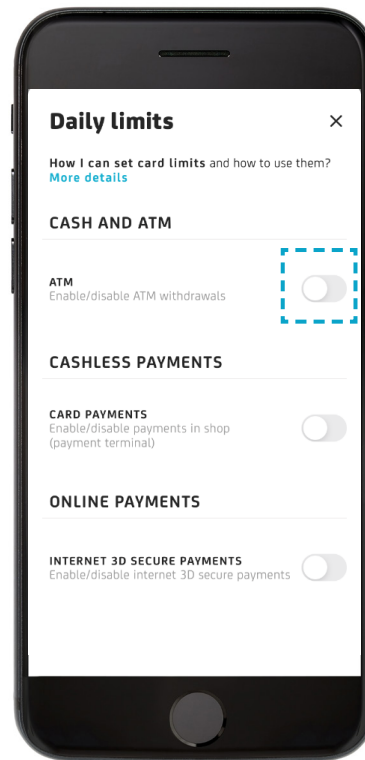 Daily limits
How I can set card limits and how to use them?
More details
CASH AND ATM
ATM
Enable/disable ATM withdrawals
CASHLESS PAYMENTS
CARD PAYMENTS
Enable/disable payments in shop
(payment terminal)
ONLINE PAYMENTS
INTERNET 3D SECURE PAYMENTS
Enable/disable internet 3D secure payments